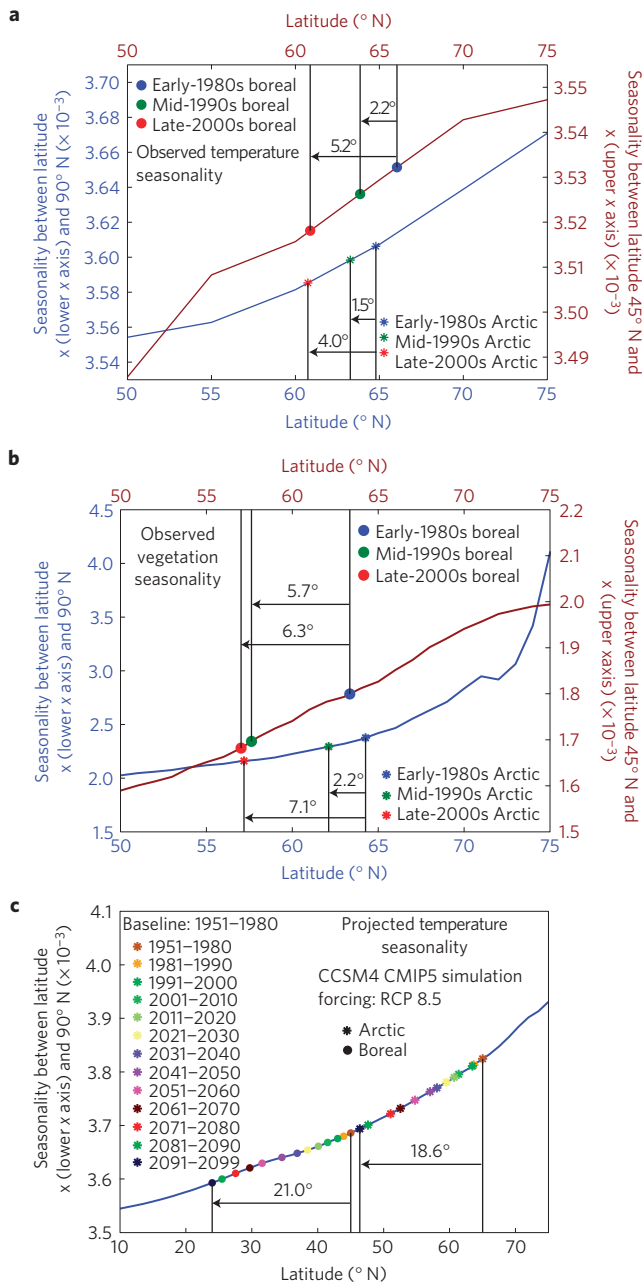 a
Latitude (° N)
50 55 60 65 70 75
3.70
3.68
3.66
3.64
3.62
3.60
3.58
3.56
3.54
3.53
Seasonality between latitude
x (lower x axis) and 90° N (×10⁻³)
Early-1980s boreal
Mid-1990s boreal
Late-2000s boreal
Observed temperature
seasonality
2.2°
5.2°
1.5°
4.0°
Early-1980s Arctic
Mid-1990s Arctic
Late-2000s Arctic
3.55
3.54
3.53
3.52
3.51
3.50
3.49
Seasonality between latitude 45° N and
x (upper x axis) (×10⁻³)
50 55 60 65 70 75
Latitude (° N)
b
Latitude (° N)
50 55 60 65 70 75
4.5
4.0
3.5
3.0
2.5
2.0
1.5
Seasonality between latitude
x (lower x axis) and 90° N (×10⁻³)
Observed
vegetation
seasonality
Early-1980s boreal
Mid-1990s boreal
Late-2000s boreal
5.7°
6.3°
2.2°
7.1°
Early-1980s Arctic
Mid-1990s Arctic
Late-2000s Arctic
2.2
2.1
2.0
1.9
1.8
1.7
1.6
1.5
Seasonality between latitude 45° N and
x (upper xaxis) (×10⁻³)
50 55 60 65 70 75
Latitude (° N)
c
4.1
4.0
3.9
3.8
3.7
3.6
3.5
Seasonality between latitude
x (lower x axis) and 90° N (×10⁻³)
Baseline: 1951–1980
1951–1980
1981–1990
1991–2000
2001–2010
2011–2020
2021–2030
2031–2040
2041–2050
2051–2060
2061–2070
2071–2080
2081–2090
2091–2099
Projected temperature
seasonality
CCSM4 CMIP5 simulation
forcing: RCP 8.5
Arctic
Boreal
18.6°
21.0°
10 20 30 40 50 60 70
Latitude (° N)